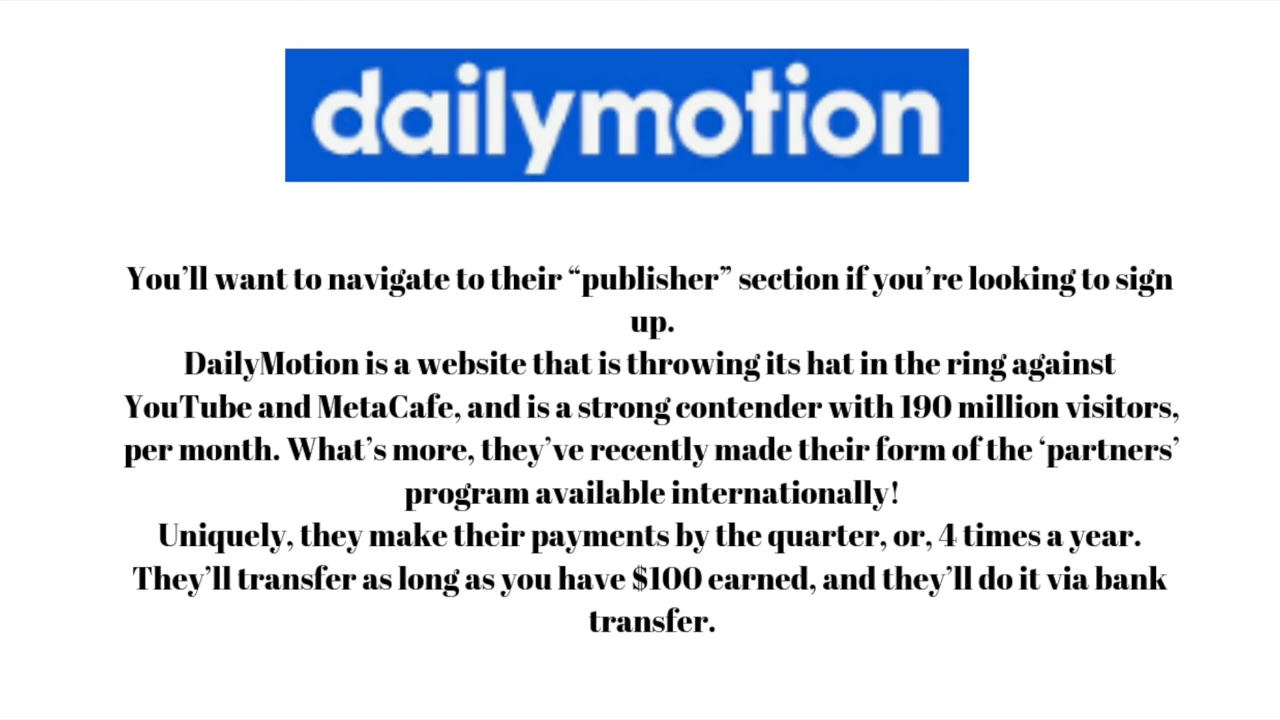 dailymotion
You’ll want to navigate to their “publisher” section if you’re looking to sign
up.
DailyMotion is a website that is throwing its hat in the ring against
YouTube and MetaCafe, and is a strong contender with 190 million visitors,
per month. What’s more, they’ve recently made their form of the ‘partners’
program available internationally!
Uniquely, they make their payments by the quarter, or, 4 times a year.
They’ll transfer as long as you have $100 earned, and they’ll do it via bank
transfer.